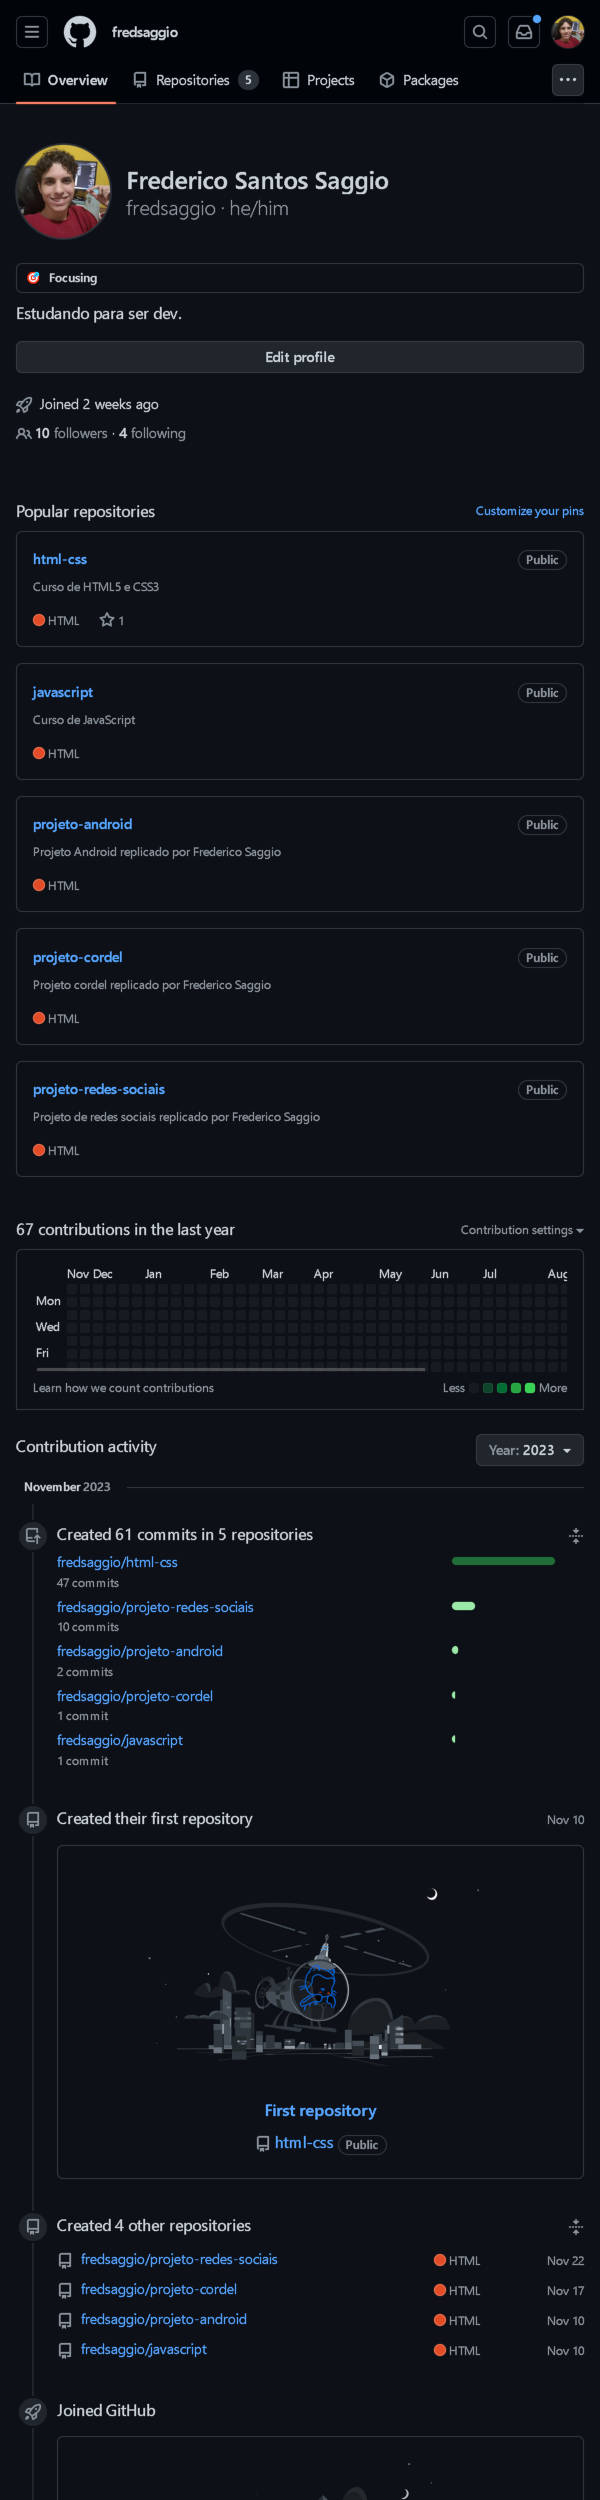 fredsaggio
Overview
Repositories 5
Projects
Packages
Frederico Santos Saggio
fredsaggio · he/him
Focusing
Estudando para ser dev.
Edit profile
Joined 2 weeks ago
10 followers · 4 following
Popular repositories
Customize your pins
html-css
Public
Curso de HTML5 e CSS3
HTML
1
javascript
Public
Curso de JavaScript
HTML
projeto-android
Public
Projeto Android replicado por Frederico Saggio
HTML
projeto-cordel
Public
Projeto cordel replicado por Frederico Saggio
HTML
projeto-redes-sociais
Public
Projeto de redes sociais replicado por Frederico Saggio
HTML
67 contributions in the last year
Contribution settings
Nov Dec Jan Feb Mar Apr May Jun Jul Aug
Mon
Wed
Fri
Learn how we count contributions
Less
More
Contribution activity
Year: 2023
November 2023
Created 61 commits in 5 repositories
fredsaggio/html-css
47 commits
fredsaggio/projeto-redes-sociais
10 commits
fredsaggio/projeto-android
2 commits
fredsaggio/projeto-cordel
1 commit
fredsaggio/javascript
1 commit
Created their first repository
Nov 10
First repository
html-css Public
Created 4 other repositories
fredsaggio/projeto-redes-sociais HTML Nov 22
fredsaggio/projeto-cordel HTML Nov 17
fredsaggio/projeto-android HTML Nov 10
fredsaggio/javascript HTML Nov 10
Joined GitHub